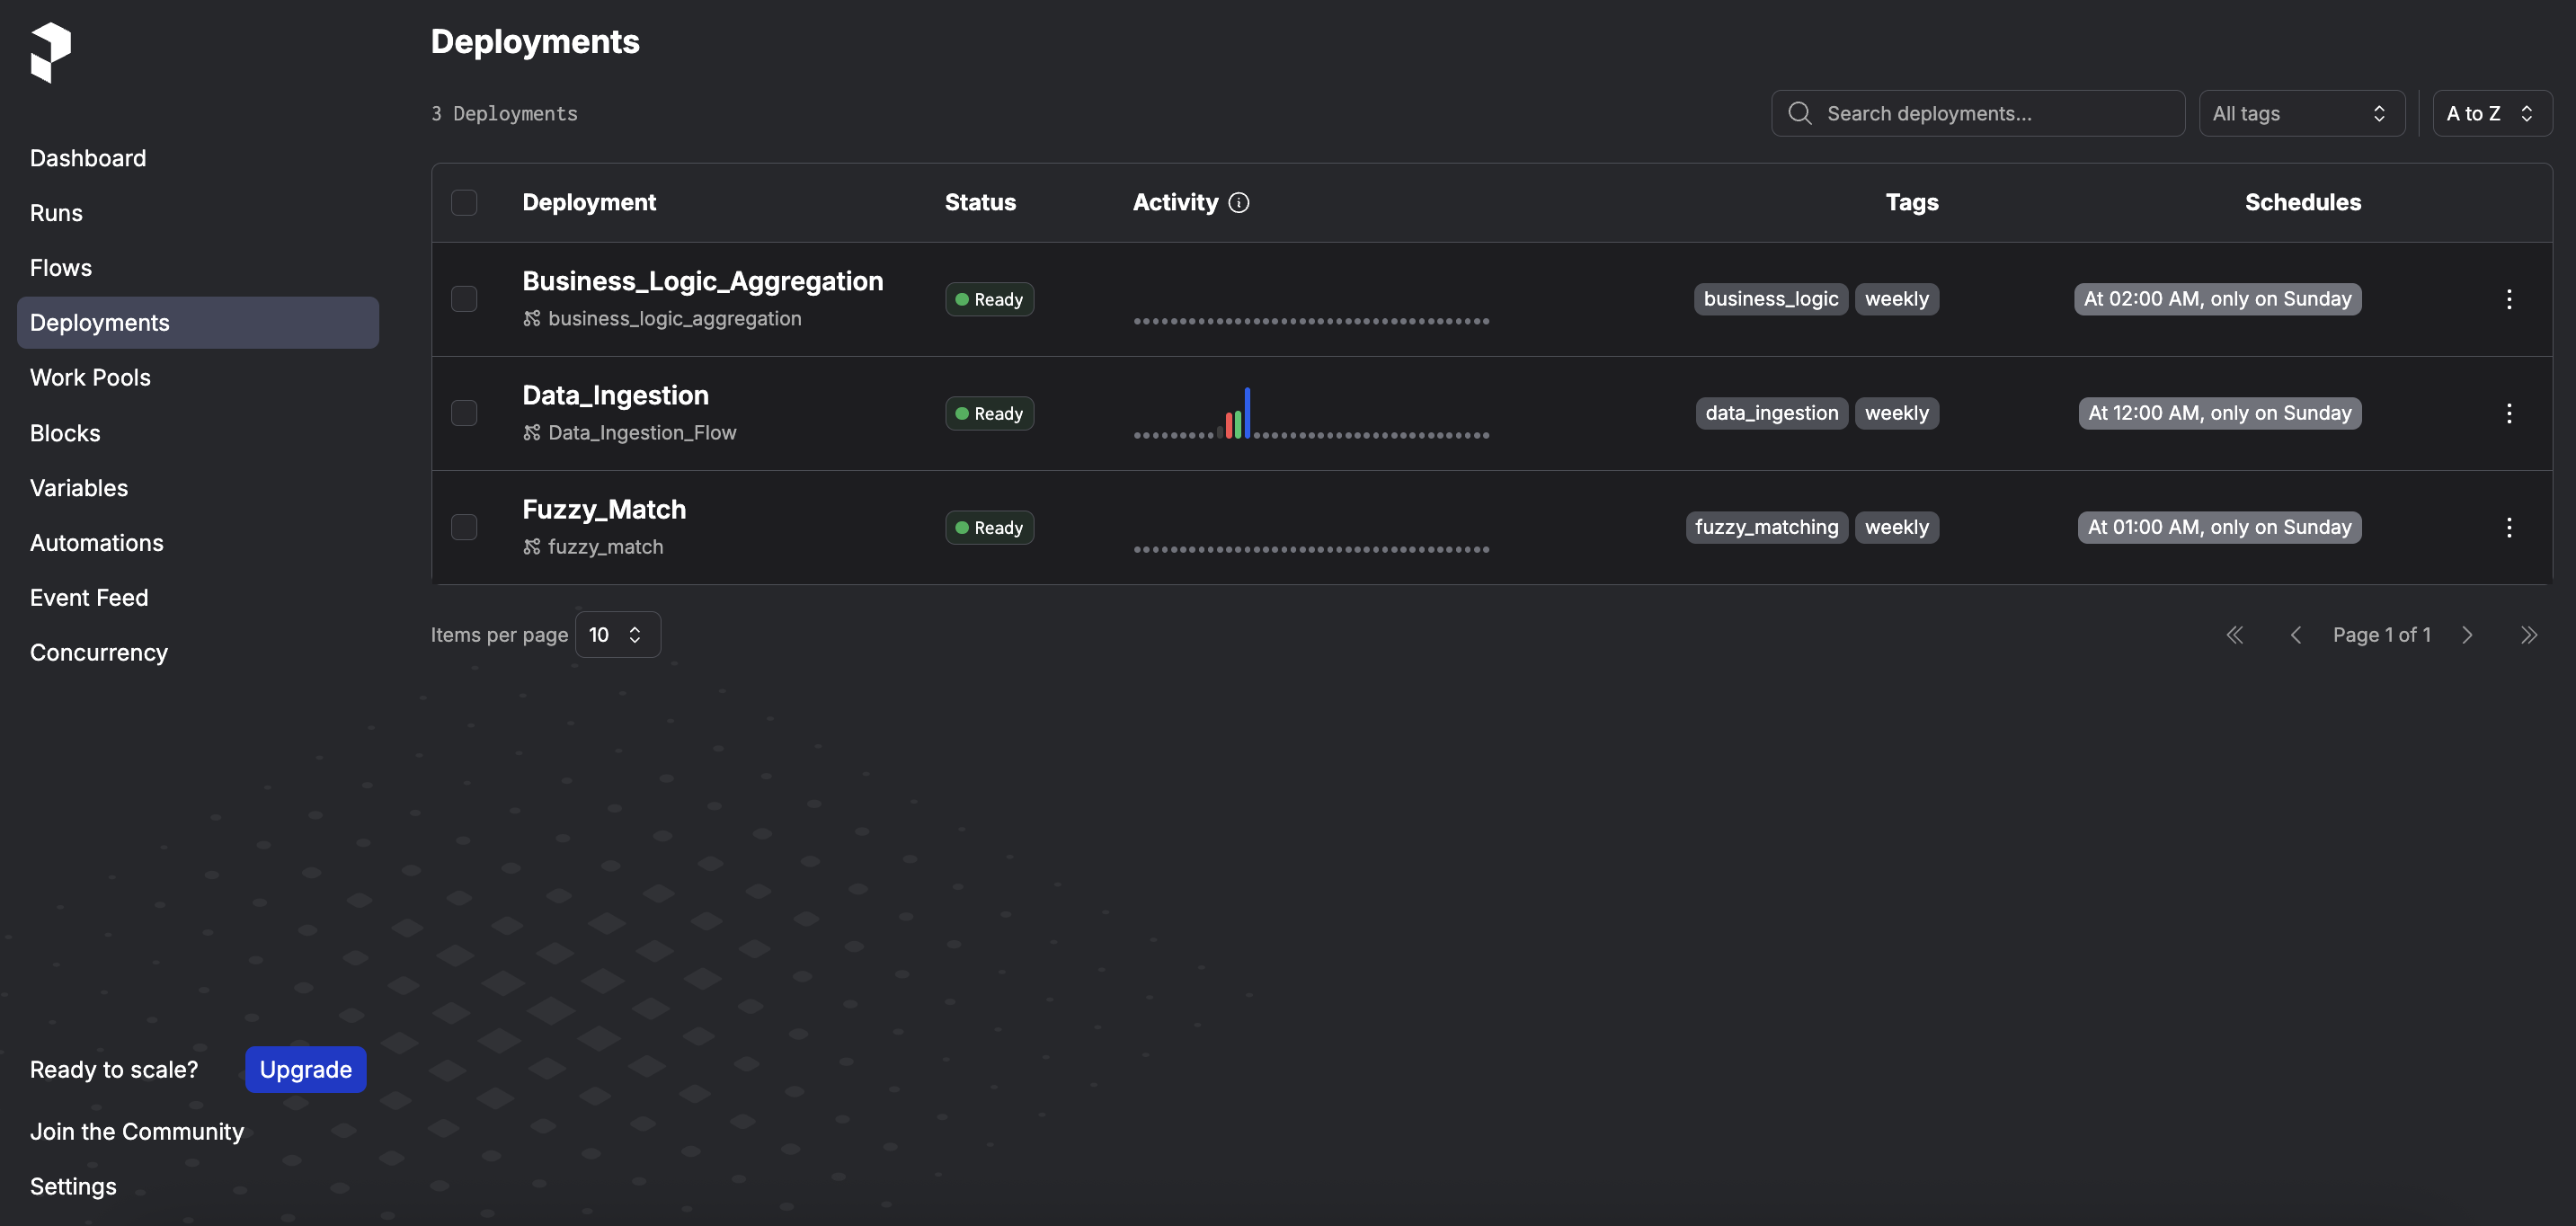 Deployments
3 Deployments
Search deployments...
All tags
A to Z
Dashboard
Runs
Flows
Deployments
Work Pools
Blocks
Variables
Automations
Event Feed
Concurrency
Deployment Status Activity Tags Schedules
Business_Logic_Aggregation
business_logic_aggregation
Ready
business_logic weekly
At 02:00 AM, only on Sunday
Data_Ingestion
Data_Ingestion_Flow
Ready
data_ingestion weekly
At 12:00 AM, only on Sunday
Fuzzy_Match
fuzzy_match
Ready
fuzzy_matching weekly
At 01:00 AM, only on Sunday
Items per page 10
Page 1 of 1
Ready to scale? Upgrade
Join the Community
Settings